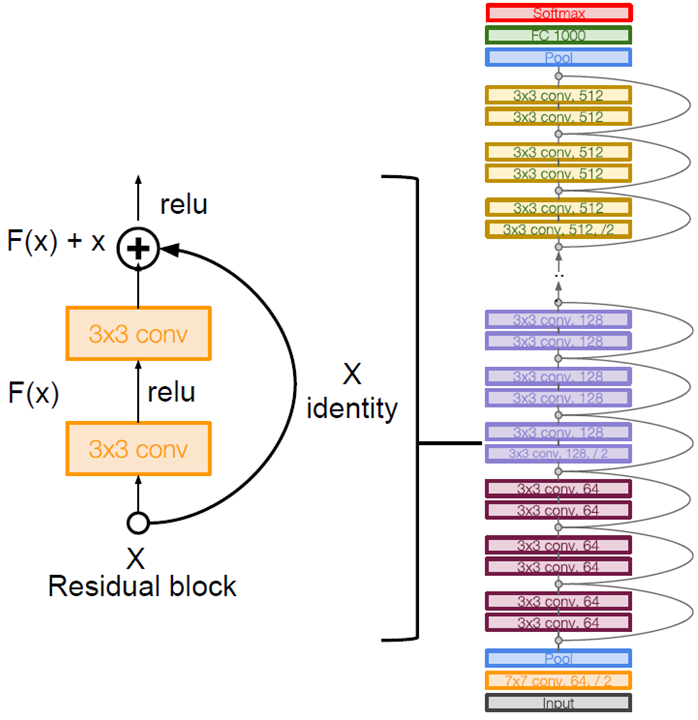 relu
F(x) + x
3x3 conv
F(x)
relu
3x3 conv
X
Residual block
X
identity
Softmax
FC 1000
Pool
3x3 conv, 512
3x3 conv, 512
3x3 conv, 512
3x3 conv, 512
3x3 conv, 512
3x3 conv, 512, /2
..
3x3 conv, 128
3x3 conv, 128
3x3 conv, 128
3x3 conv, 128
3x3 conv, 128
3x3 conv, 128, / 2
3x3 conv, 64
3x3 conv, 64
3x3 conv, 64
3x3 conv, 64
3x3 conv, 64
3x3 conv, 64
Pool
7x7 conv, 64, / 2
Input